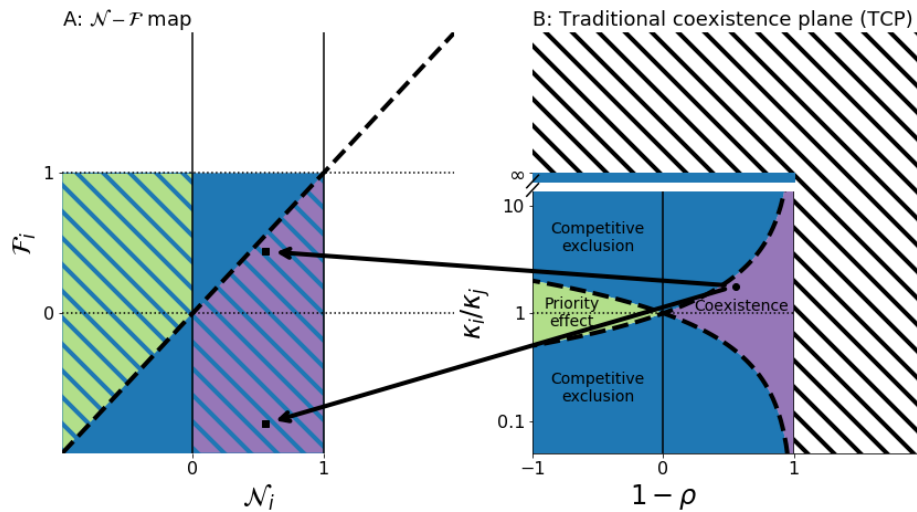 A: 𝒩 – ℱ map
B: Traditional coexistence plane (TCP)
1
0
ℱᵢ
0
1
𝒩ᵢ
∞
10
1
0.1
κᵢ/κⱼ
Competitive
exclusion
Priority
effect
Coexistence
Competitive
exclusion
−1
0
1
1 − ρ